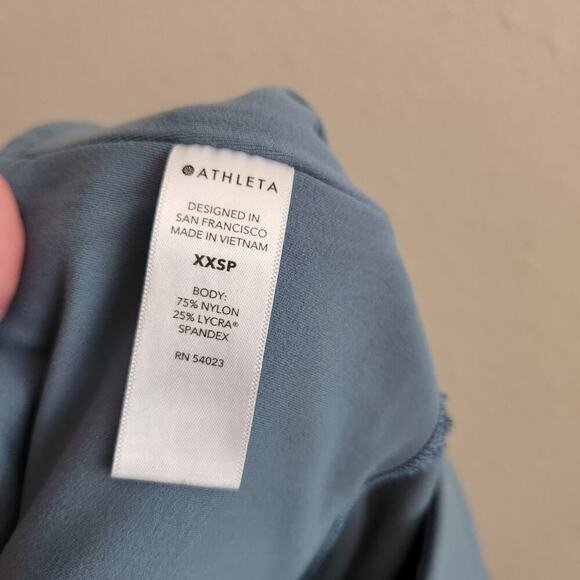 ATHLETA
DESIGNED IN
SAN FRANCISCO
MADE IN VIETNAM
XXSP
BODY:
75% NYLON
25% LYCRA®
SPANDEX
RN 54023